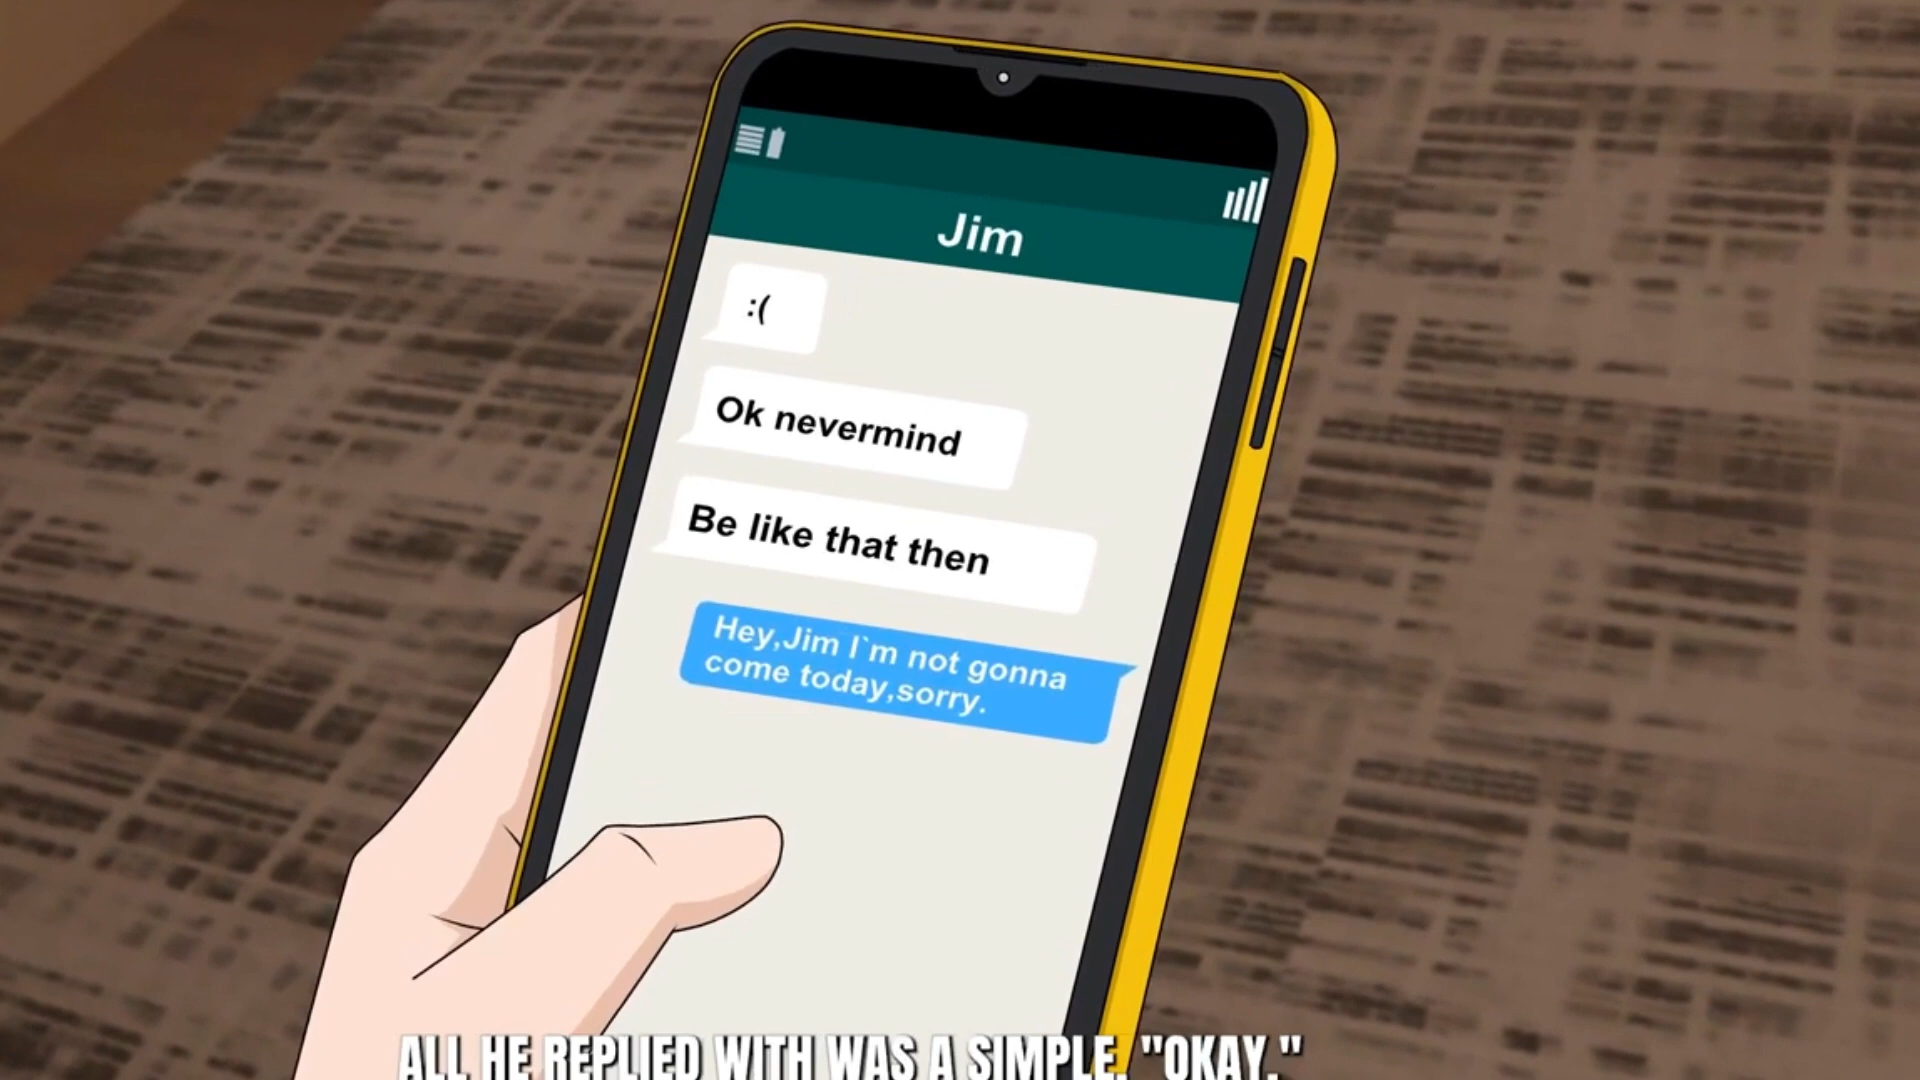 Jim
:(
Ok nevermind
Be like that then
Hey,Jim I`m not gonna
come today,sorry.
ALL HE REPLIED WITH WAS A SIMPLE, "OKAY."